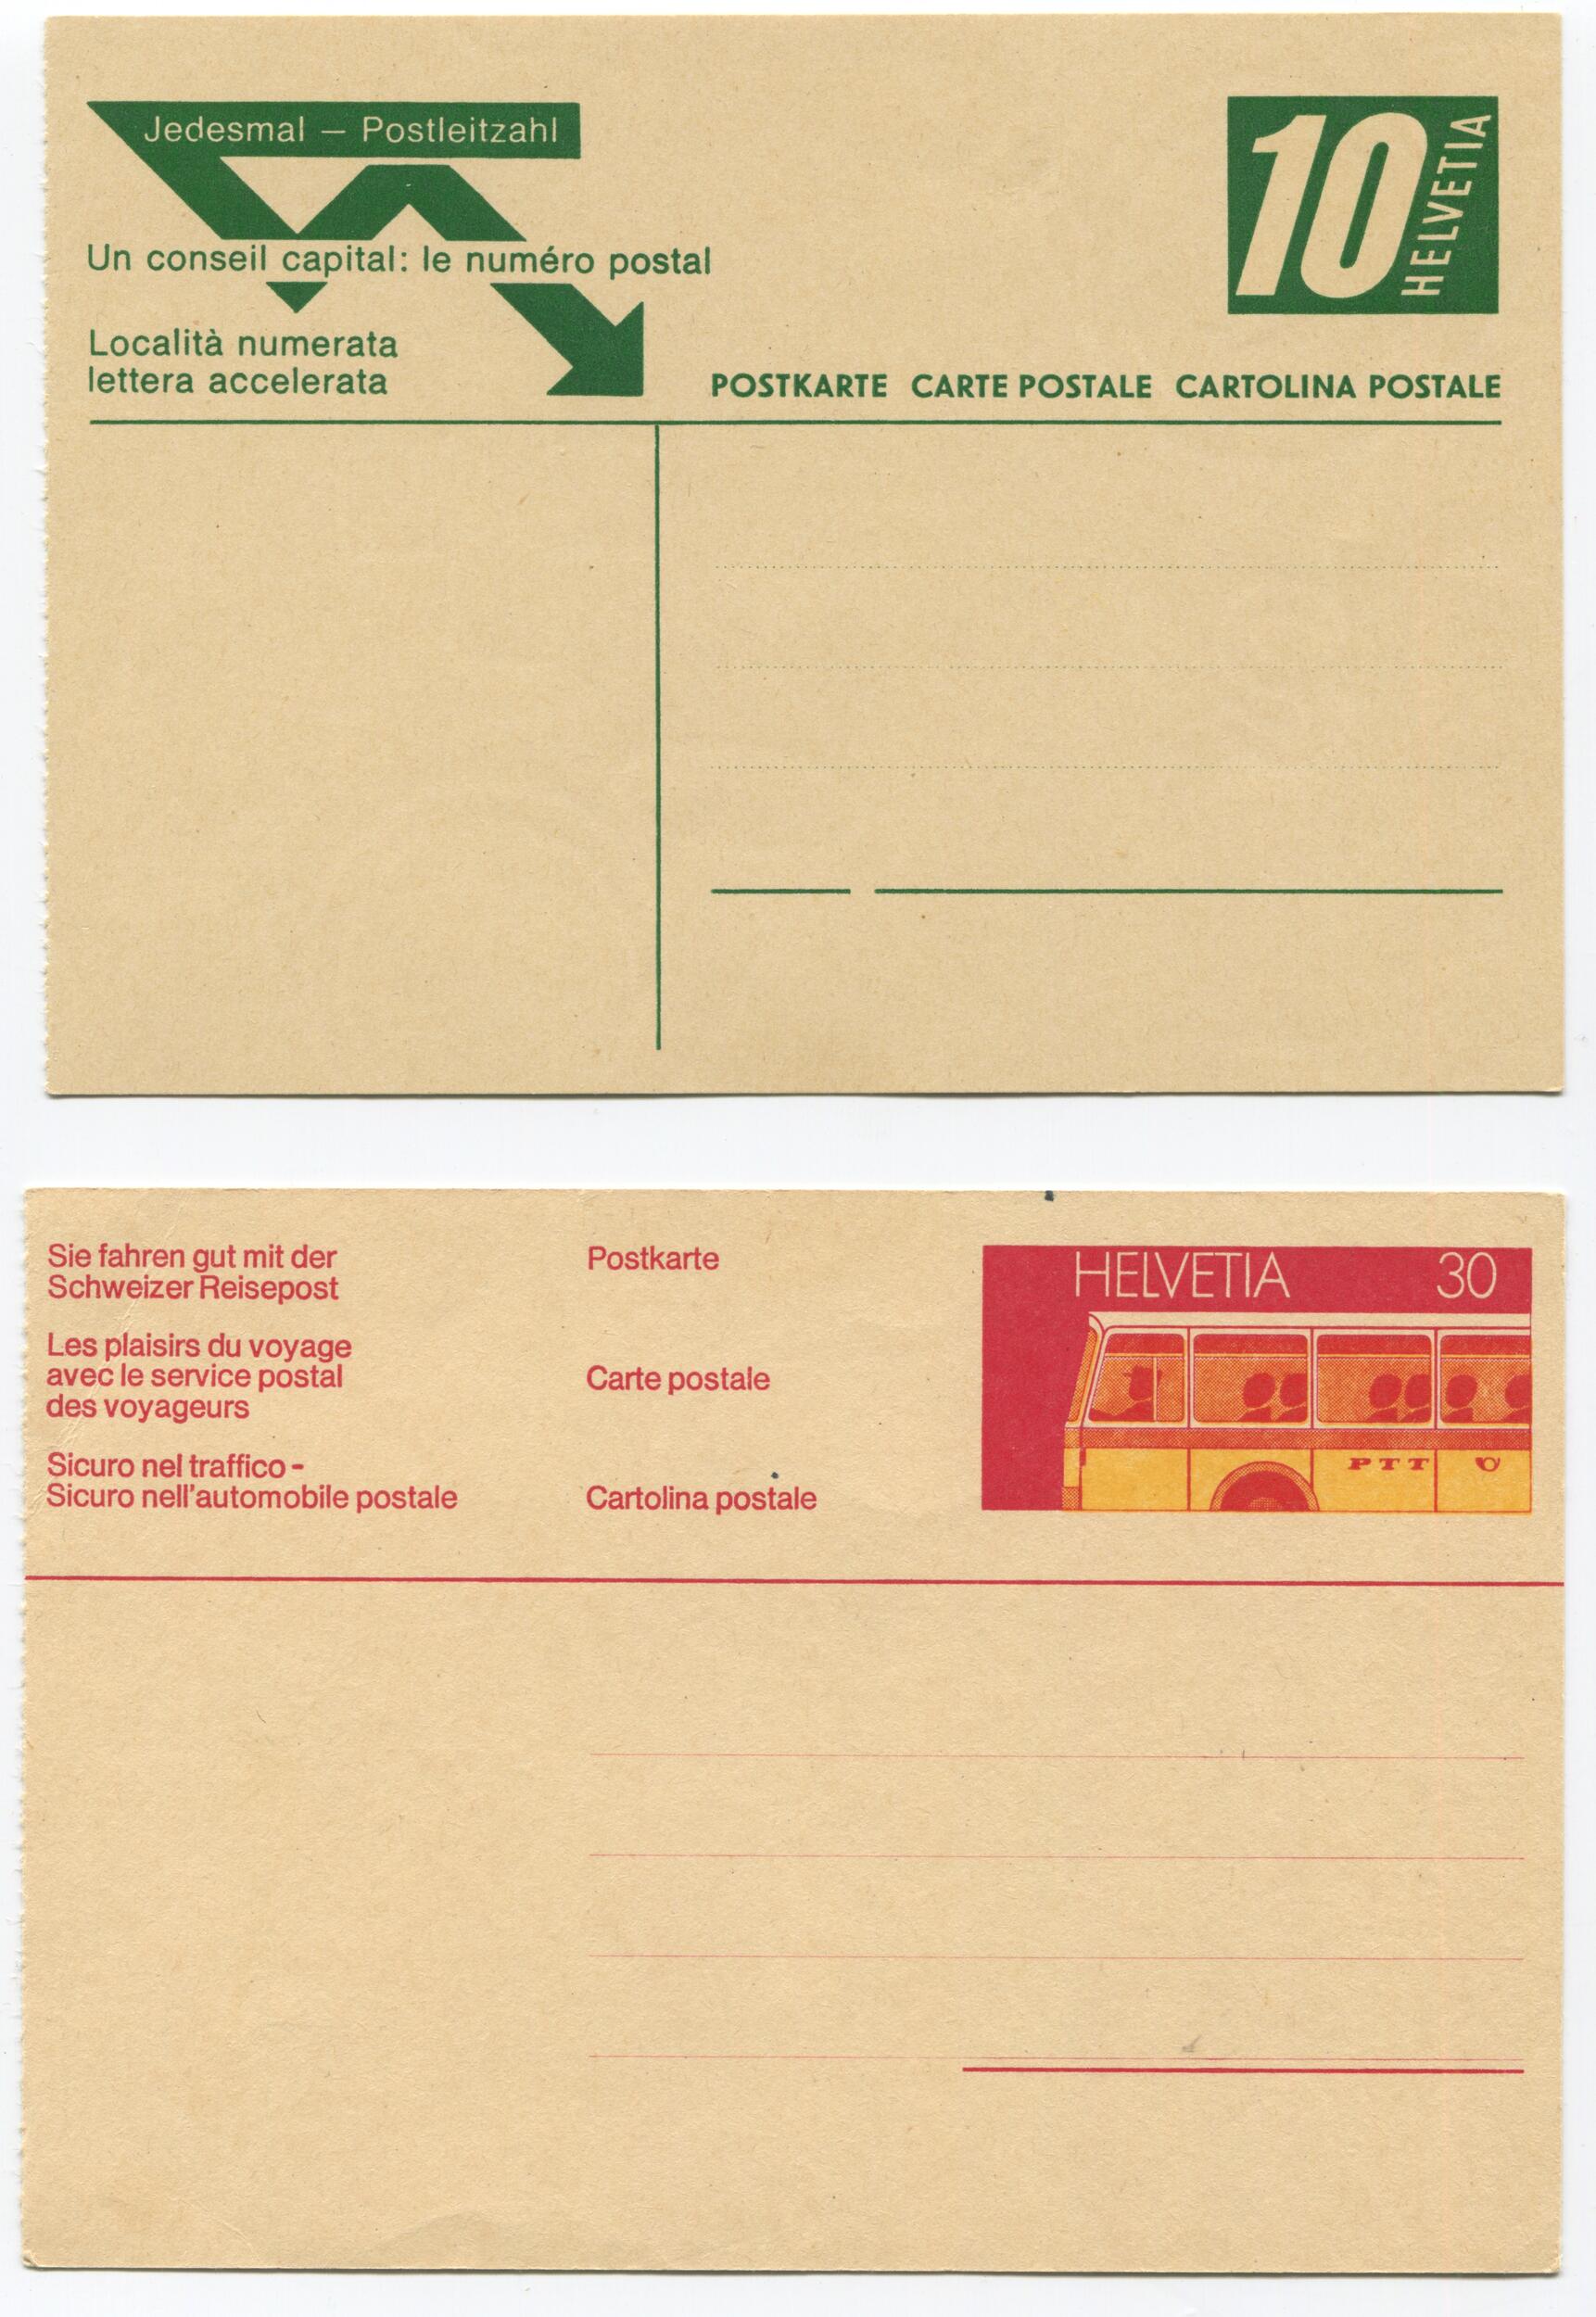 Jedesmal – Postleitzahl
Un conseil capital: le numéro postal
Località numerata
lettera accelerata
10
HELVETIA
POSTKARTE CARTE POSTALE CARTOLINA POSTALE
Sie fahren gut mit der
Schweizer Reisepost
Les plaisirs du voyage
avec le service postal
des voyageurs
Sicuro nel traffico -
Sicuro nell'automobile postale
Postkarte
Carte postale
Cartolina postale
HELVETIA 30
PTT